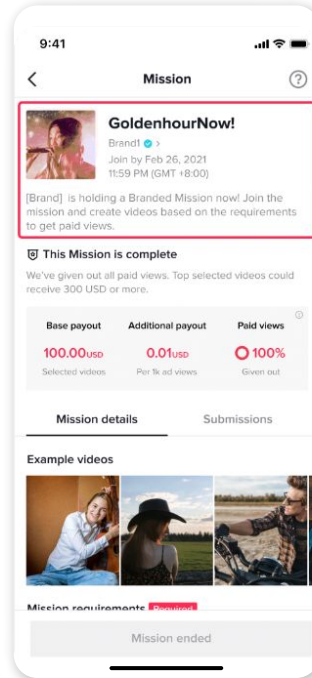 9:41
Mission
GoldenhourNow!
Brand1
Join by Feb 26, 2021
11:59 PM (GMT +8:00)
[Brand] is holding a Branded Mission now! Join the
mission and create videos based on the requirements
to get paid views.
This Mission is complete
We've given out all paid views. Top selected videos could
receive 300 USD or more.
Base payout Additional payout Paid views
100.00USD 0.01USD 100%
Selected videos Per 1k ad views Given out
Mission details Submissions
Example videos
Mission requirements Required
Mission ended